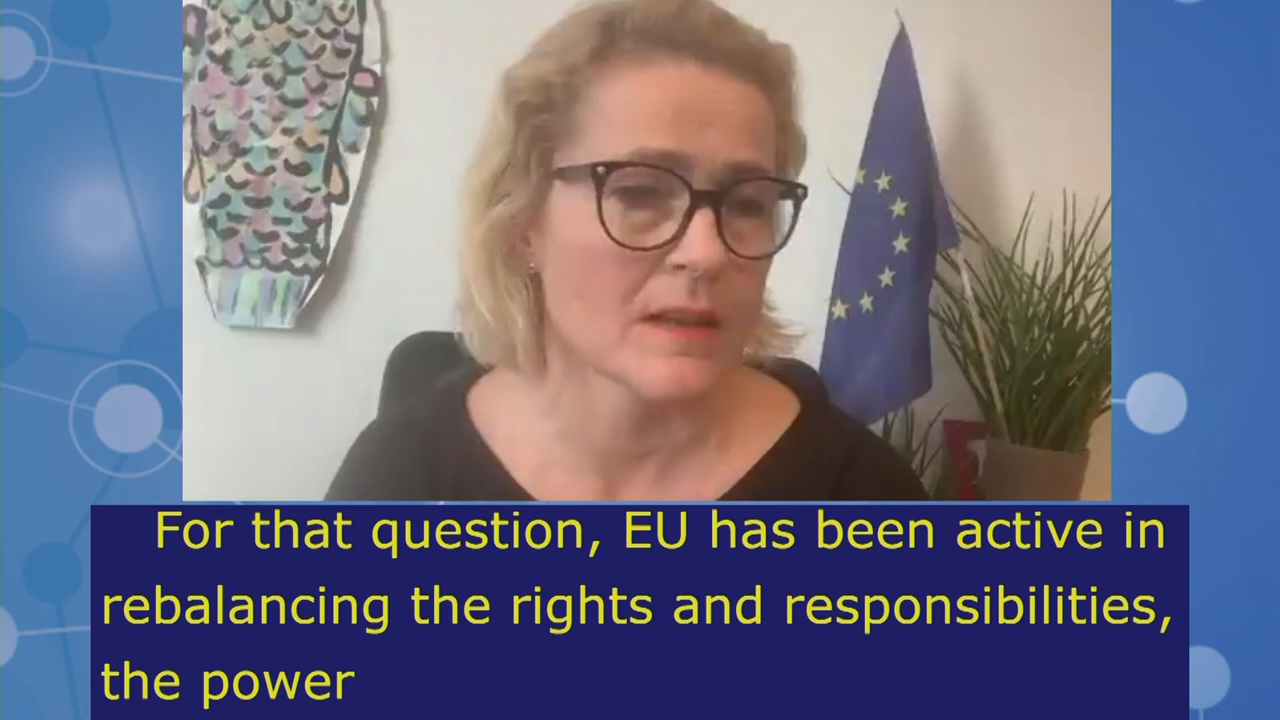 For that question, EU has been active in
rebalancing the rights and responsibilities,
the power